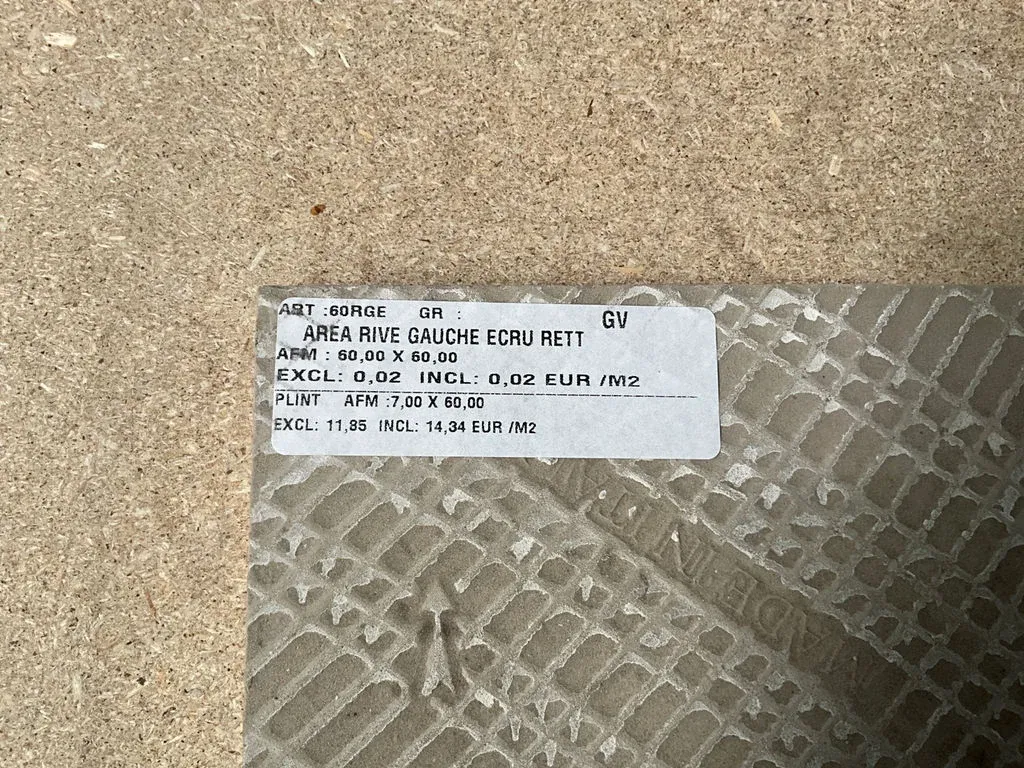 ART :60RGE GR : GV
AREA RIVE GAUCHE ECRU RETT
AFM : 60,00 X 60,00
EXCL: 0,02 INCL: 0,02 EUR /M2
PLINT AFM :7,00 X 60,00
EXCL: 11,85 INCL: 14,34 EUR /M2
MADE IN ITALY